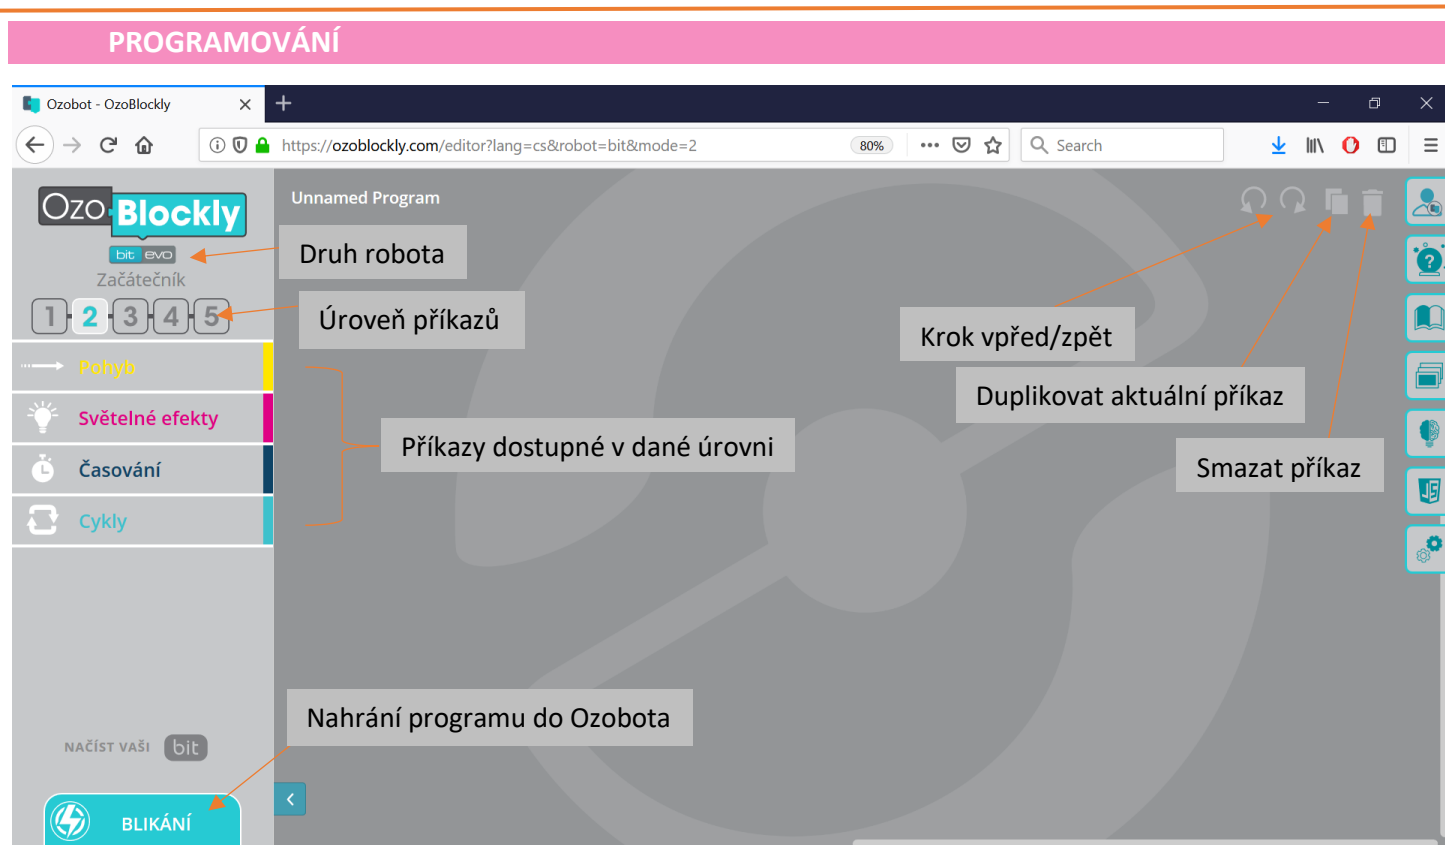 PROGRAMOVÁNÍ
Ozobot - OzoBlockly
https://ozoblockly.com/editor?lang=cs&robot=bit&mode=2
80%
Search
Ozo Blockly
Unnamed Program
bit evo
Druh robota
Začátečník
1 2 3 4 5
Úroveň příkazů
Krok vpřed/zpět
Pohyb
Duplikovat aktuální příkaz
Světelné efekty
Příkazy dostupné v dané úrovni
Smazat příkaz
Časování
JS
Cykly
Nahrání programu do Ozobota
NAČÍST VAŠI bit
BLIKÁNÍ